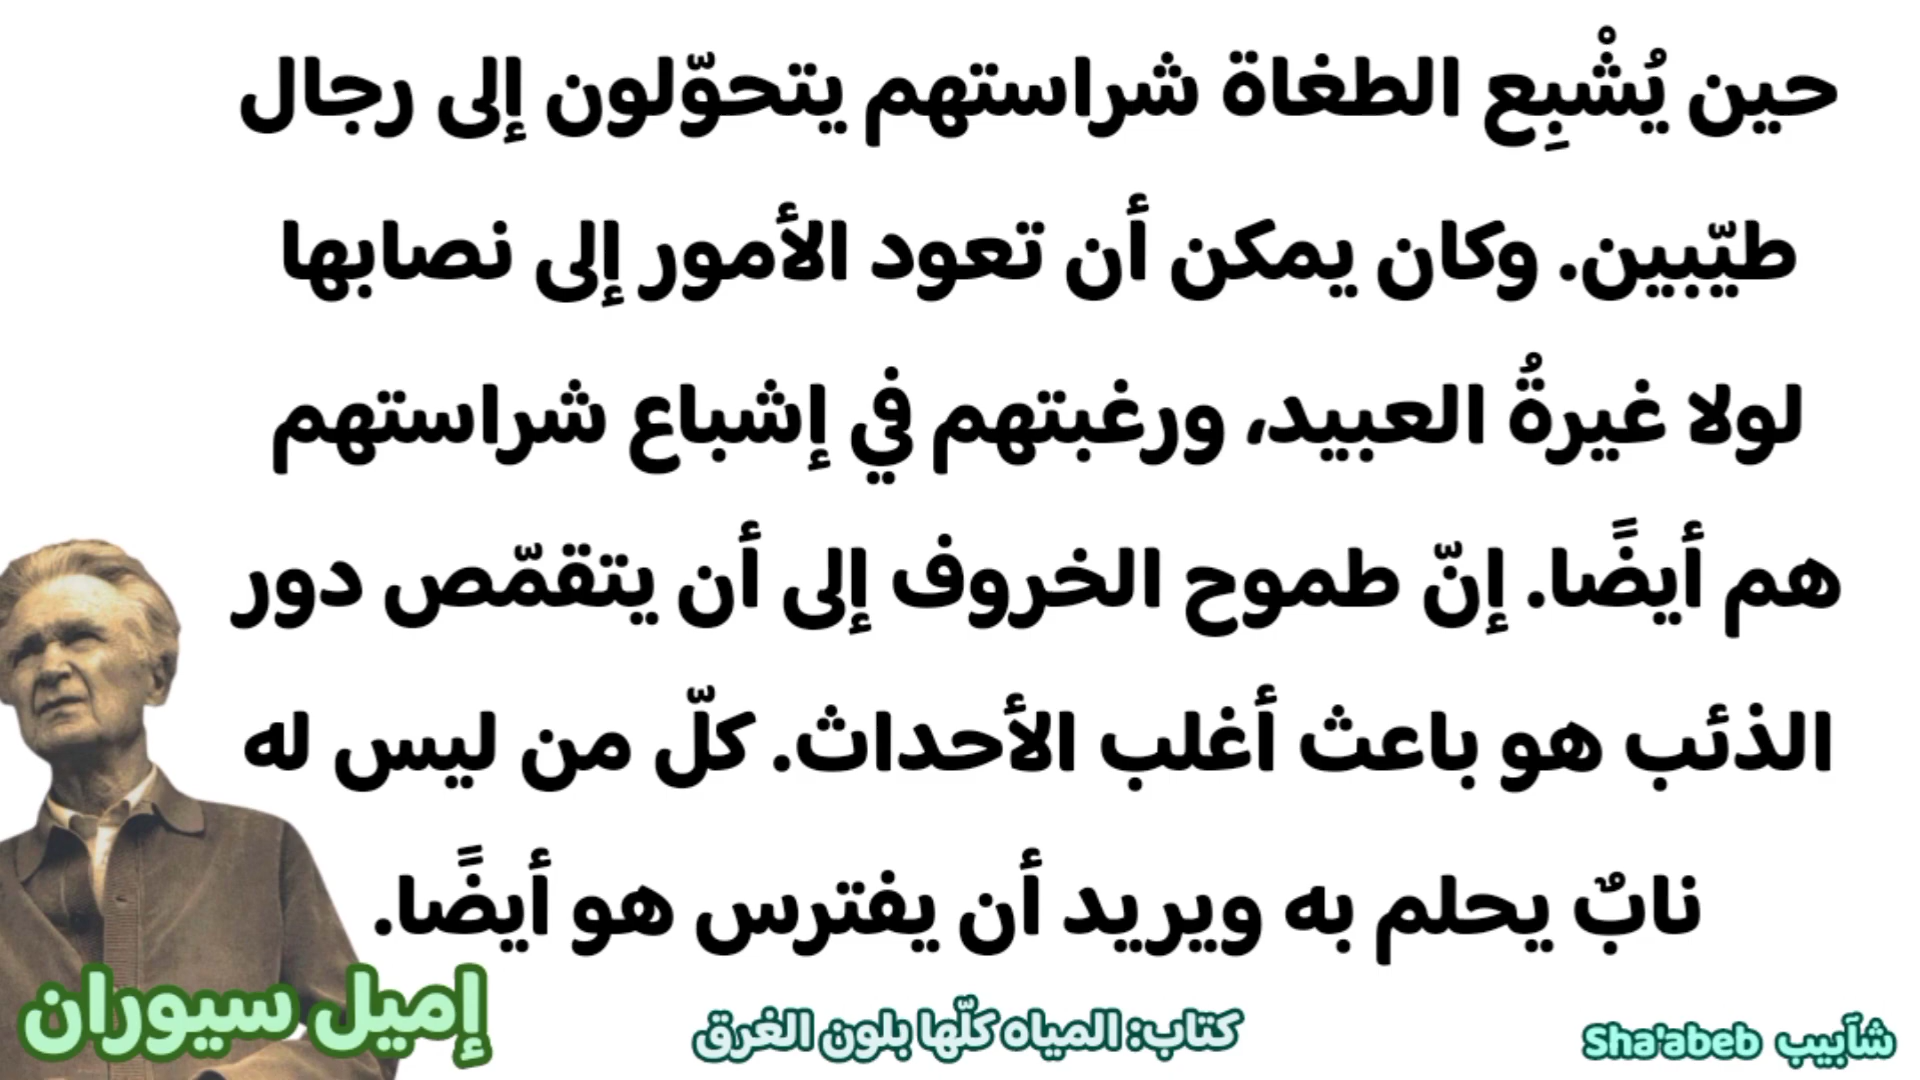 حين يُشْبِع الطغاة شراستهم يتحوّلون إلى رجال
طيّبين. وكان يمكن أن تعود الأمور إلى نصابها
لولا غيرةُ العبيد، ورغبتهم في إشباع شراستهم
هم أيضًا. إنّ طموح الخروف إلى أن يتقمّص دور
الذئب هو باعث أغلب الأحداث. كلّ من ليس له
نابٌ يحلم به ويريد أن يفترس هو أيضًا.
إميل سيوران
كتاب: المياه كلّها بلون الغرق
شآبيب Sha'abeb